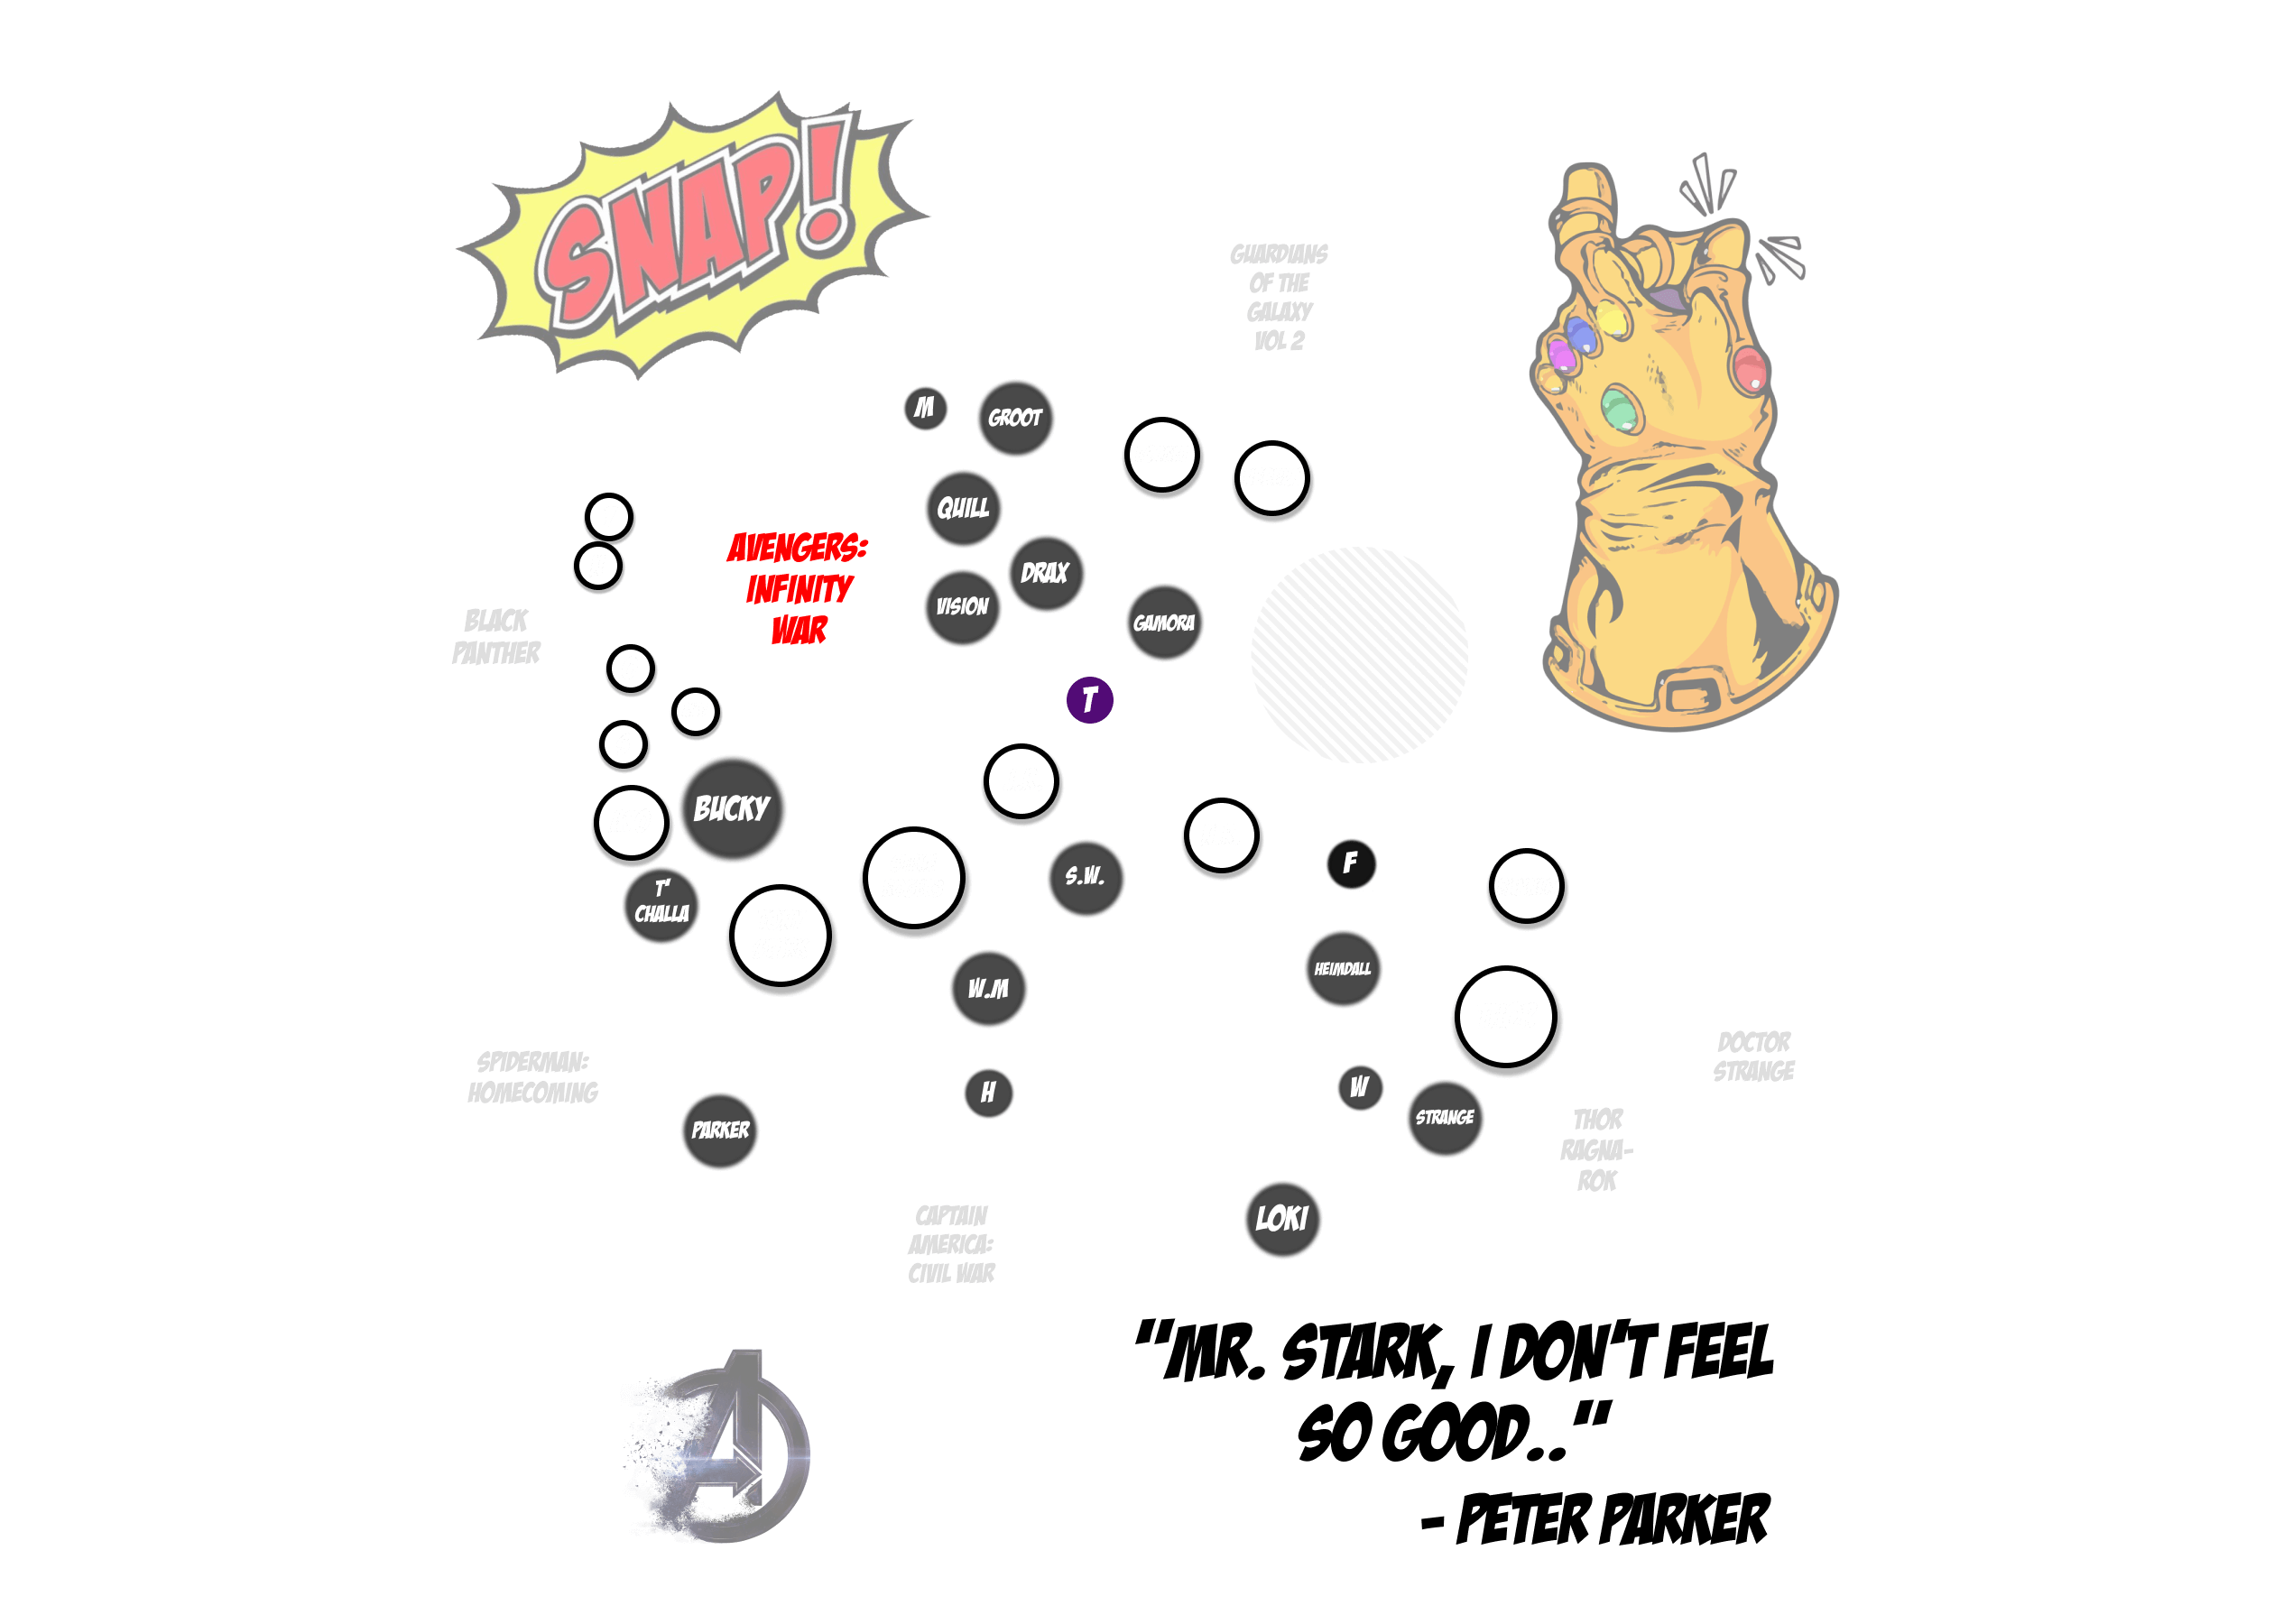 SNAP!
GUARDIANS
OF THE
GALAXY
VOL 2
M
GROOT
QUILL
AVENGERS:
INFINITY
WAR
DRAX
VISION
GAMORA
BLACK
PANTHER
T
BUCKY
T'
CHALLA
S.W.
F
HEIMDALL
W.M
SPIDERMAN:
HOMECOMING
H
W
PARKER
STRANGE
DOCTOR
STRANGE
THOR
RAGNA-
ROK
LOKI
CAPTAIN
AMERICA:
CIVIL WAR
"MR. STARK, I DON'T FEEL
SO GOOD.."
- PETER PARKER